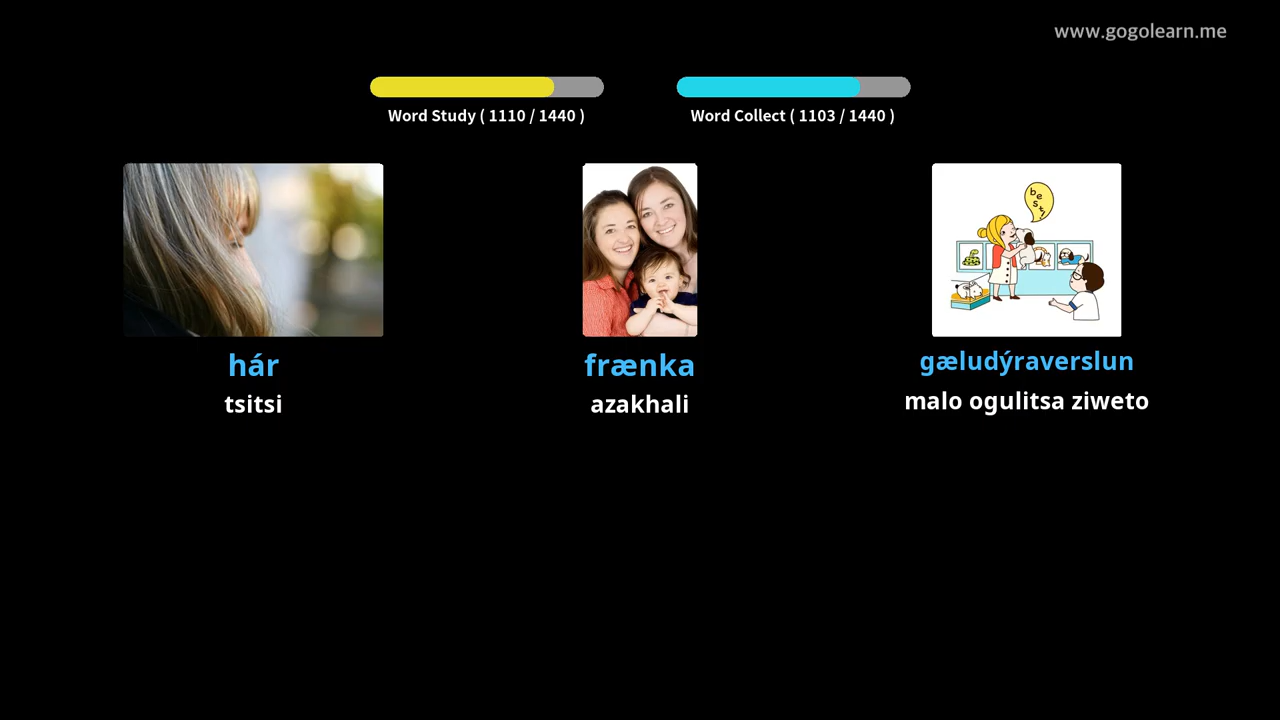 www.gogolearn.me
Word Study ( 1110 / 1440 )
Word Collect ( 1103 / 1440 )
best!
hár
frænka
gæludýraverslun
tsitsi
azakhali
malo ogulitsa ziweto